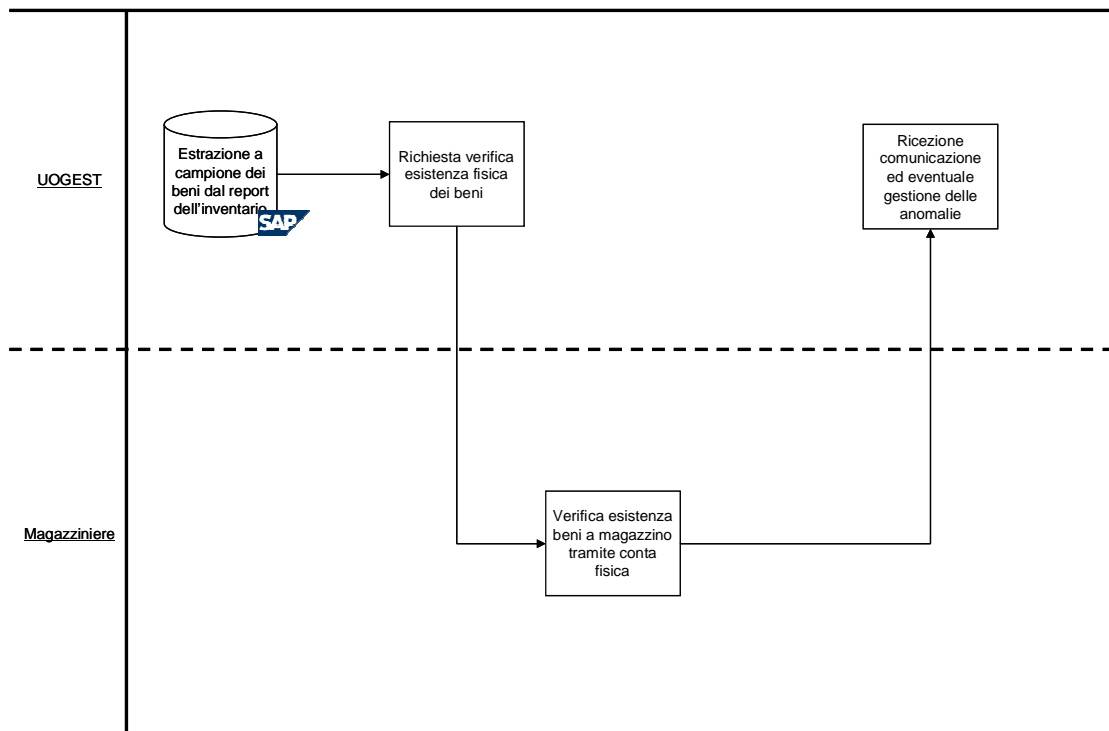 UOGEST
Estrazione a
campione dei
beni dal report
dell'inventario
SAP
Richiesta verifica
esistenza fisica
dei beni
Ricezione
comunicazione
ed eventuale
gestione delle
anomalie
Magazziniere
Verifica esistenza
beni a magazzino
tramite conta
fisica